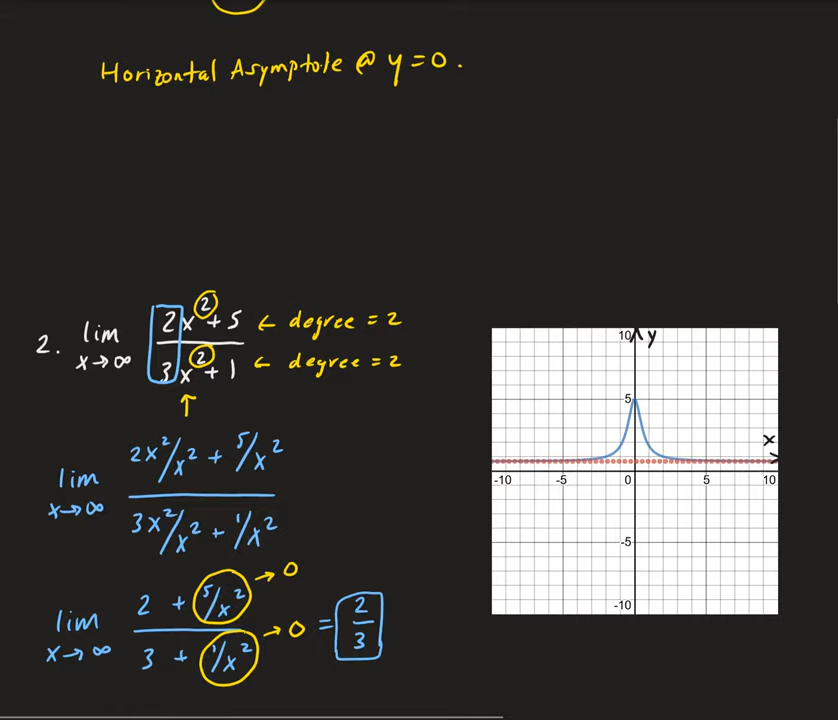 Horizontal Asymptote @ y = 0.
2. lim x→∞ 2x² + 5 ← degree = 2
3x² + 1 ← degree = 2
↑
lim x→∞ 2x²/x² + 5/x²
3x²/x² + 1/x²
lim x→∞ 2 + 5/x² → 0
3 + 1/x² → 0 = 2/3
10 y
5
x
-10 -5 0 5 10
-5
-10